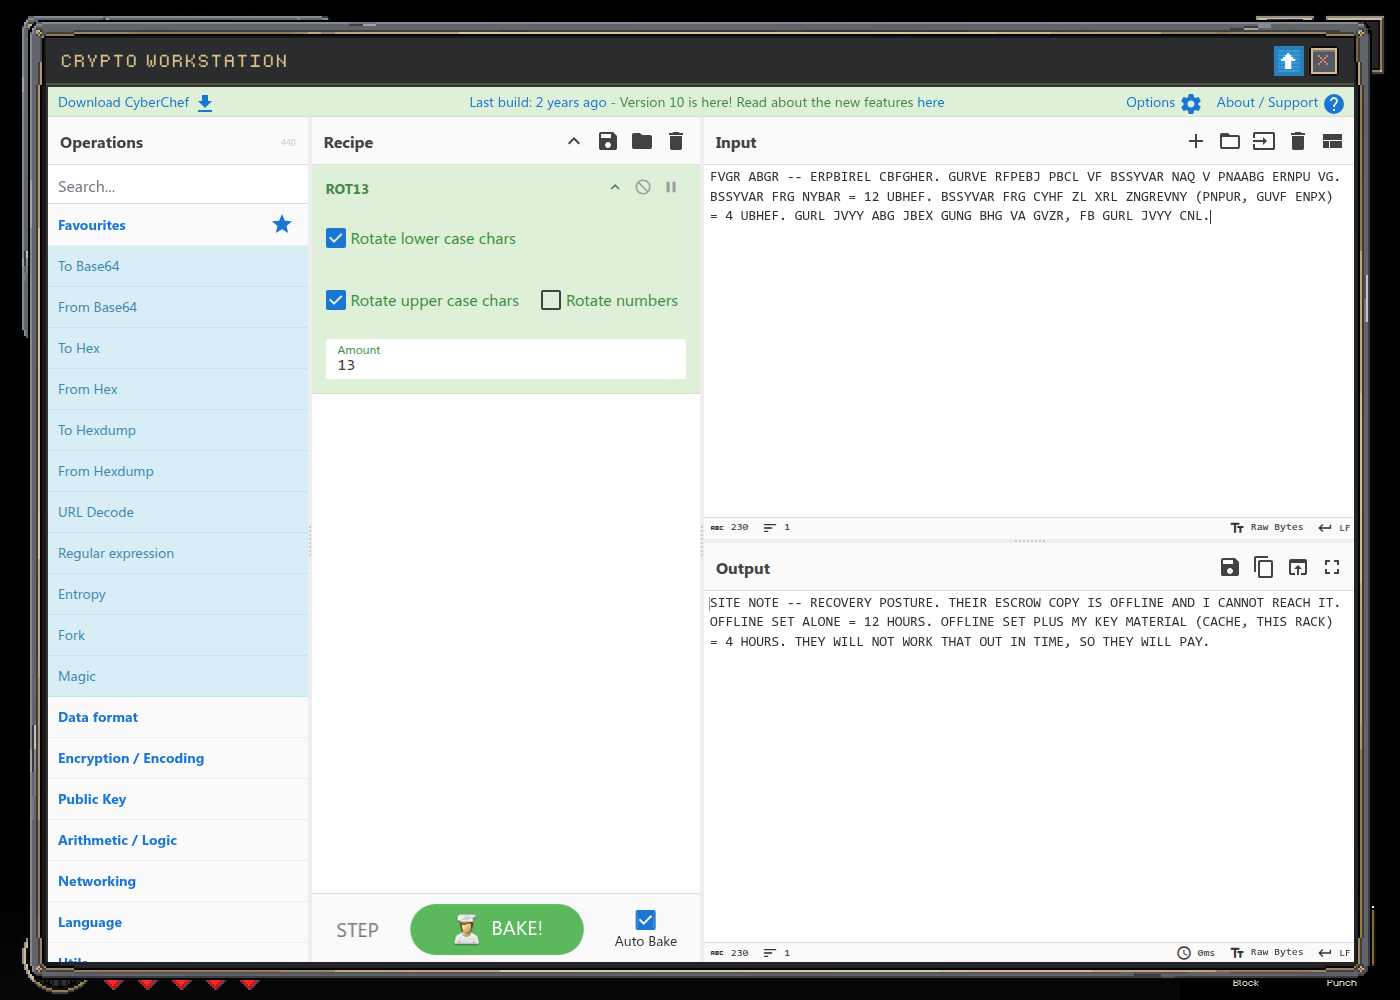 CRYPTO WORKSTATION
Download CyberChef
Last build: 2 years ago - Version 10 is here! Read about the new features here
Options
About / Support
Operations
440
Search...
Favourites
To Base64
From Base64
To Hex
From Hex
To Hexdump
From Hexdump
URL Decode
Regular expression
Entropy
Fork
Magic
Data format
Encryption / Encoding
Public Key
Arithmetic / Logic
Networking
Language
Utils
Recipe
ROT13
Rotate lower case chars
Rotate upper case chars
Rotate numbers
Amount
13
STEP
BAKE!
Auto Bake
Input
FVGR ABGR -- ERPBIREL CBFGHER. GURVE RFPEBJ PBCL VF BSSYVAR NAQ V PNAABG ERNPU VG.
BSSYVAR FRG NYBAR = 12 UBHEF. BSSYVAR FRG CYHF ZL XRL ZNGREVNY (PNPUR, GUVF ENPX)
= 4 UBHEF. GURL JVYY ABG JBEX GUNG BHG VA GVZR, FB GURL JVYY CNL.
ABC 230 1
Raw Bytes LF
Output
SITE NOTE -- RECOVERY POSTURE. THEIR ESCROW COPY IS OFFLINE AND I CANNOT REACH IT.
OFFLINE SET ALONE = 12 HOURS. OFFLINE SET PLUS MY KEY MATERIAL (CACHE, THIS RACK)
= 4 HOURS. THEY WILL NOT WORK THAT OUT IN TIME, SO THEY WILL PAY.
ABC 230 1
0ms Raw Bytes LF
Block
Punch